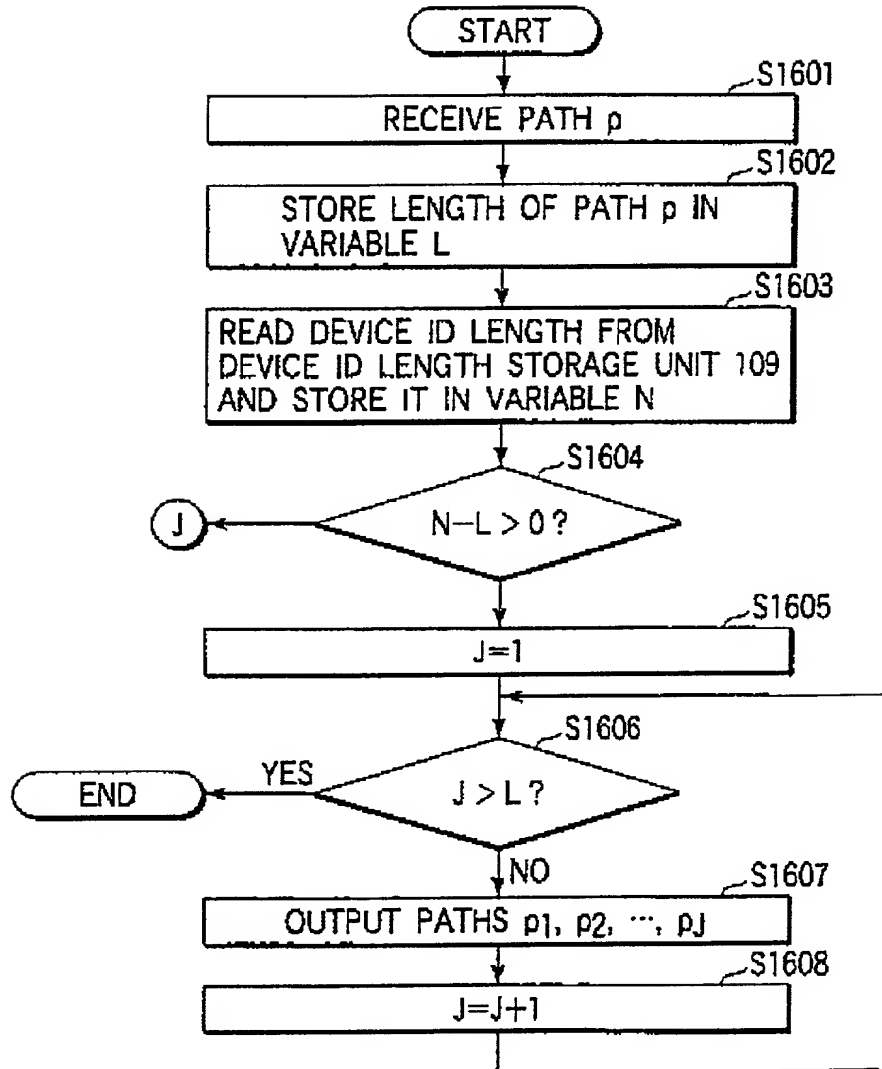 START
S1601
RECEIVE PATH p
S1602
STORE LENGTH OF PATH p IN
VARIABLE L
S1603
READ DEVICE ID LENGTH FROM
DEVICE ID LENGTH STORAGE UNIT 109
AND STORE IT IN VARIABLE N
S1604
J
N-L > 0 ?
S1605
J=1
S1606
YES
END
J > L ?
NO
S1607
OUTPUT PATHS p1, p2, ···, pJ
S1608
J=J+1